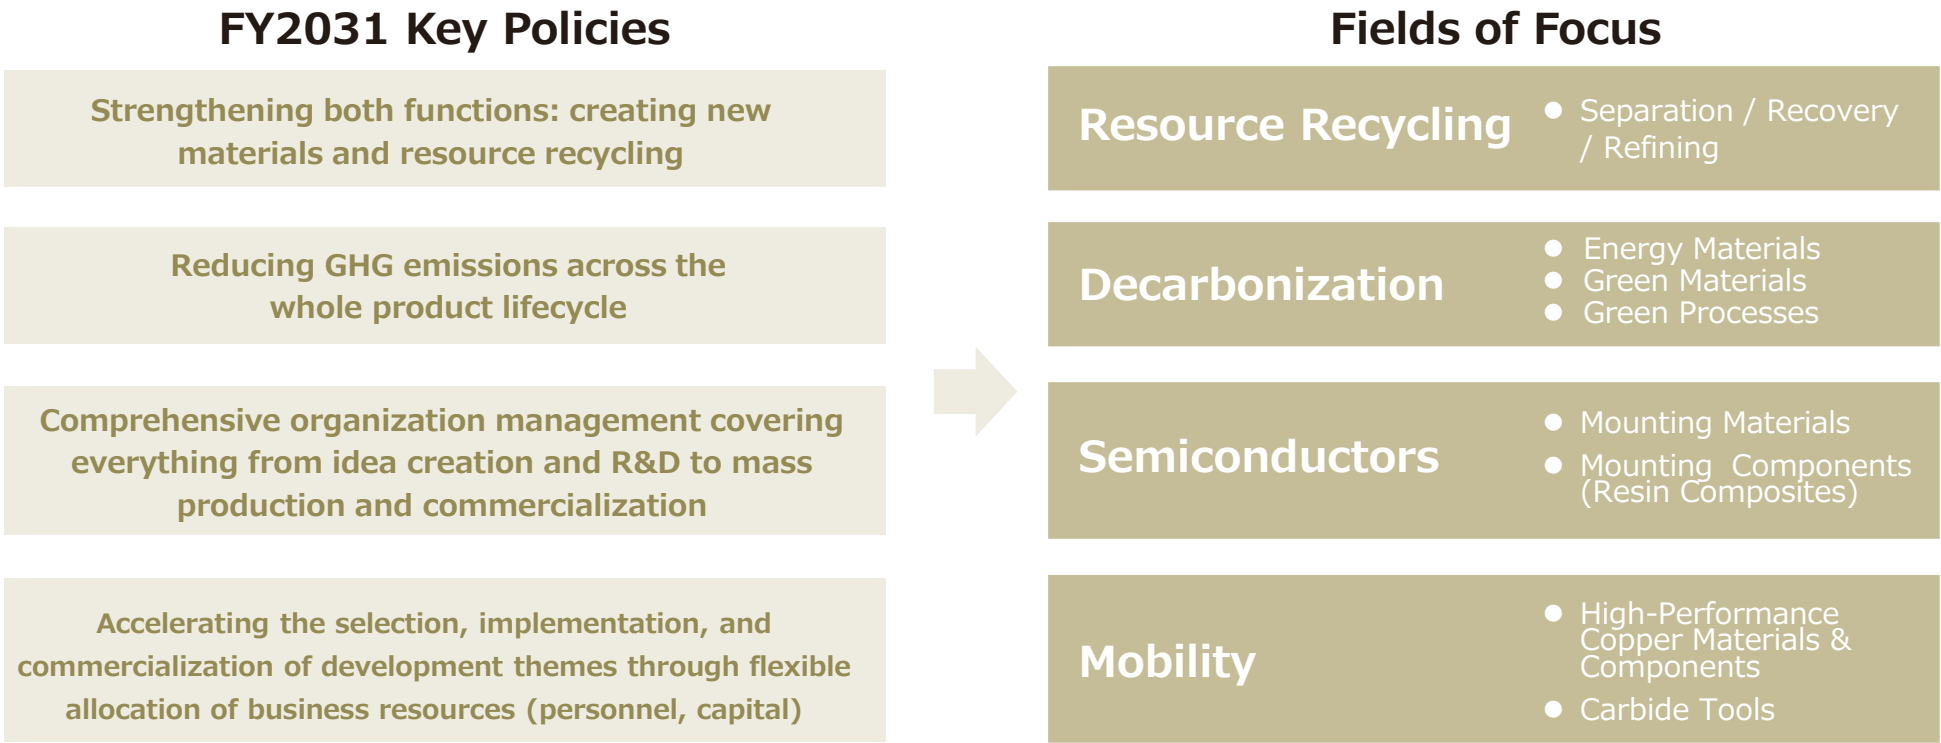 FY2031 Key Policies
Strengthening both functions: creating new
materials and resource recycling
Reducing GHG emissions across the
whole product lifecycle
Comprehensive organization management covering
everything from idea creation and R&D to mass
production and commercialization
Accelerating the selection, implementation, and
commercialization of development themes through flexible
allocation of business resources (personnel, capital)
Fields of Focus
Resource Recycling
● Separation / Recovery
/ Refining
Decarbonization
● Energy Materials
● Green Materials
● Green Processes
Semiconductors
● Mounting Materials
● Mounting Components
(Resin Composites)
Mobility
● High-Performance
Copper Materials &
Components
● Carbide Tools